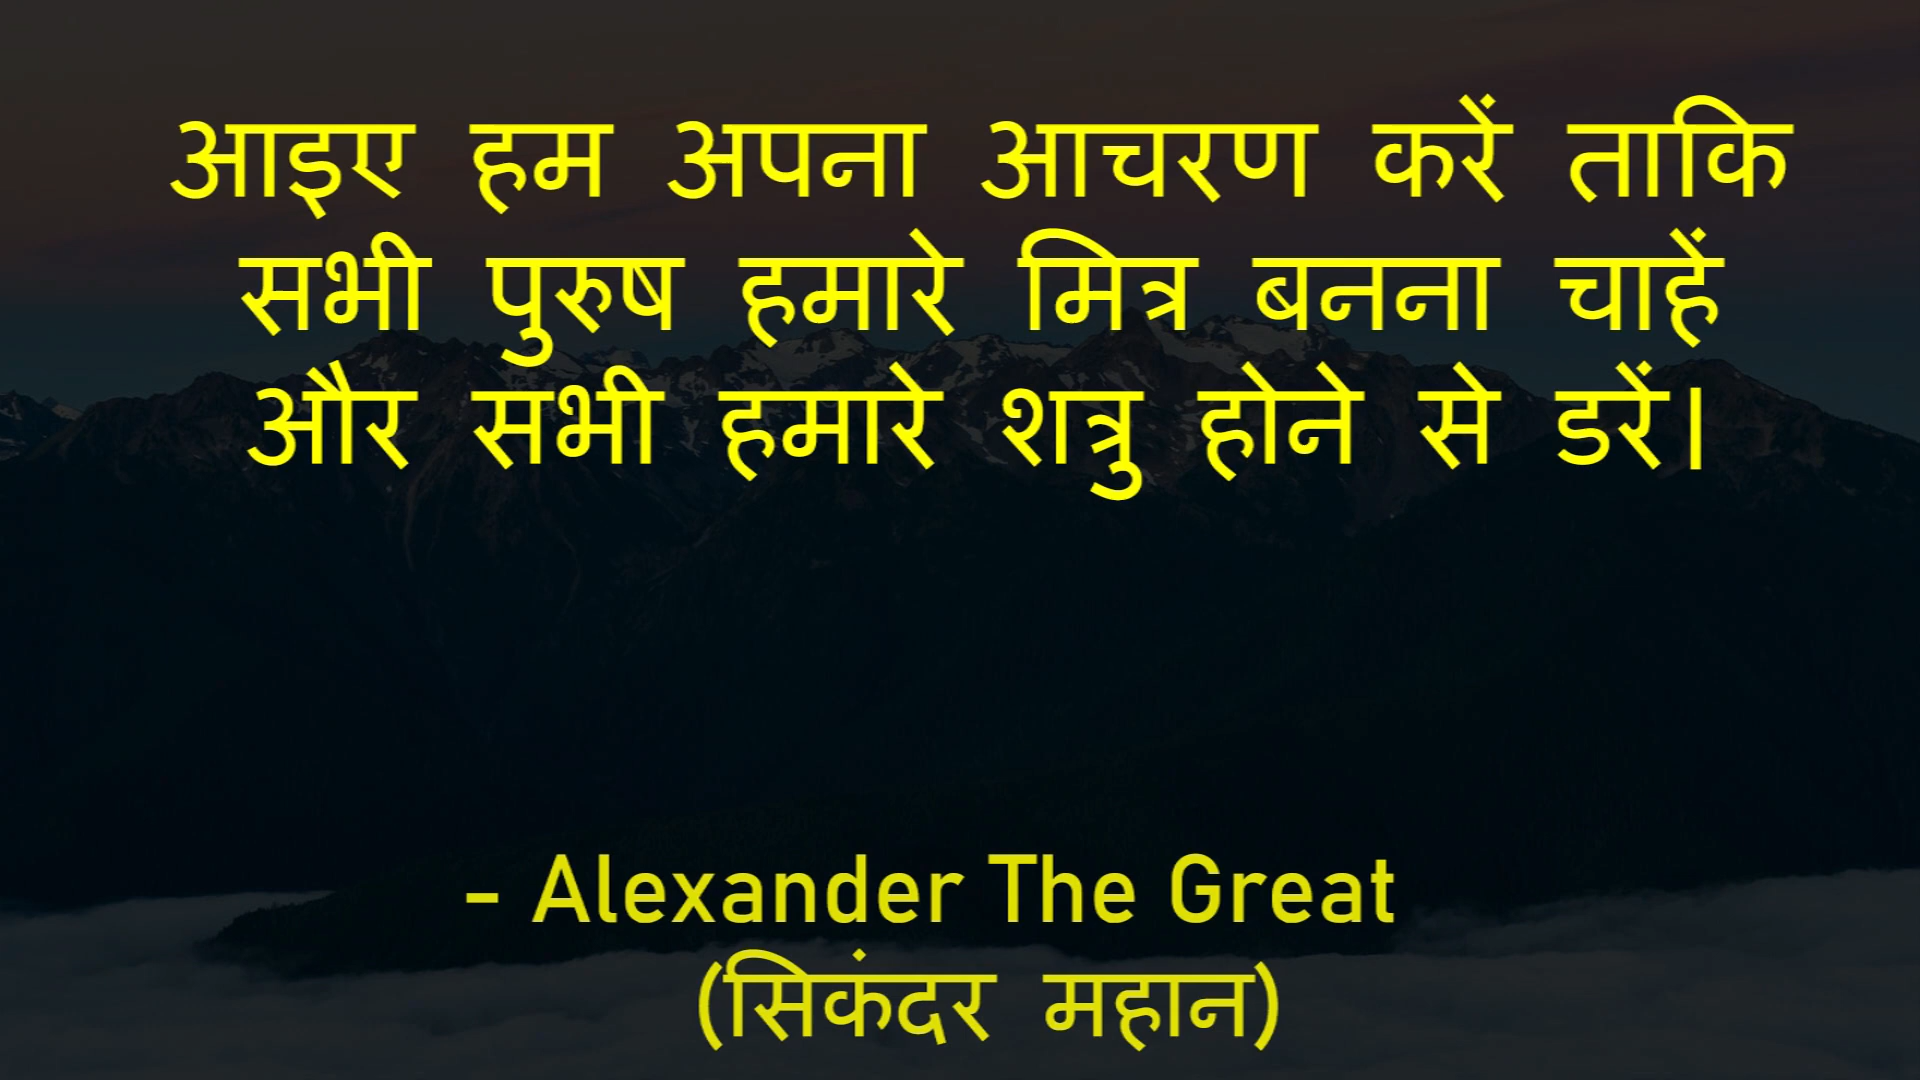 आइए हम अपना आचरण करें ताकि
सभी पुरुष हमारे मित्र बनना चाहें
और सभी हमारे शत्रु होने से डरें।
- Alexander The Great
(सिकंदर महान)